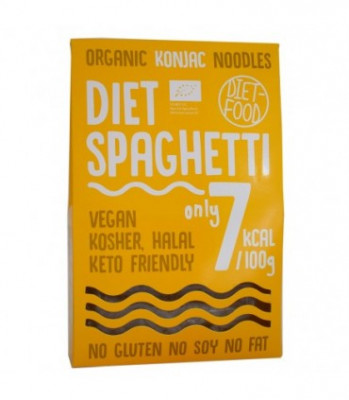 ORGANIC KONJAC NOODLES
DIET
SPAGHETTI
DIET-
FOOD
only 7 kCAL
/100g
VEGAN
KOSHER, HALAL
KETO FRIENDLY
NO GLUTEN NO SOY NO FAT